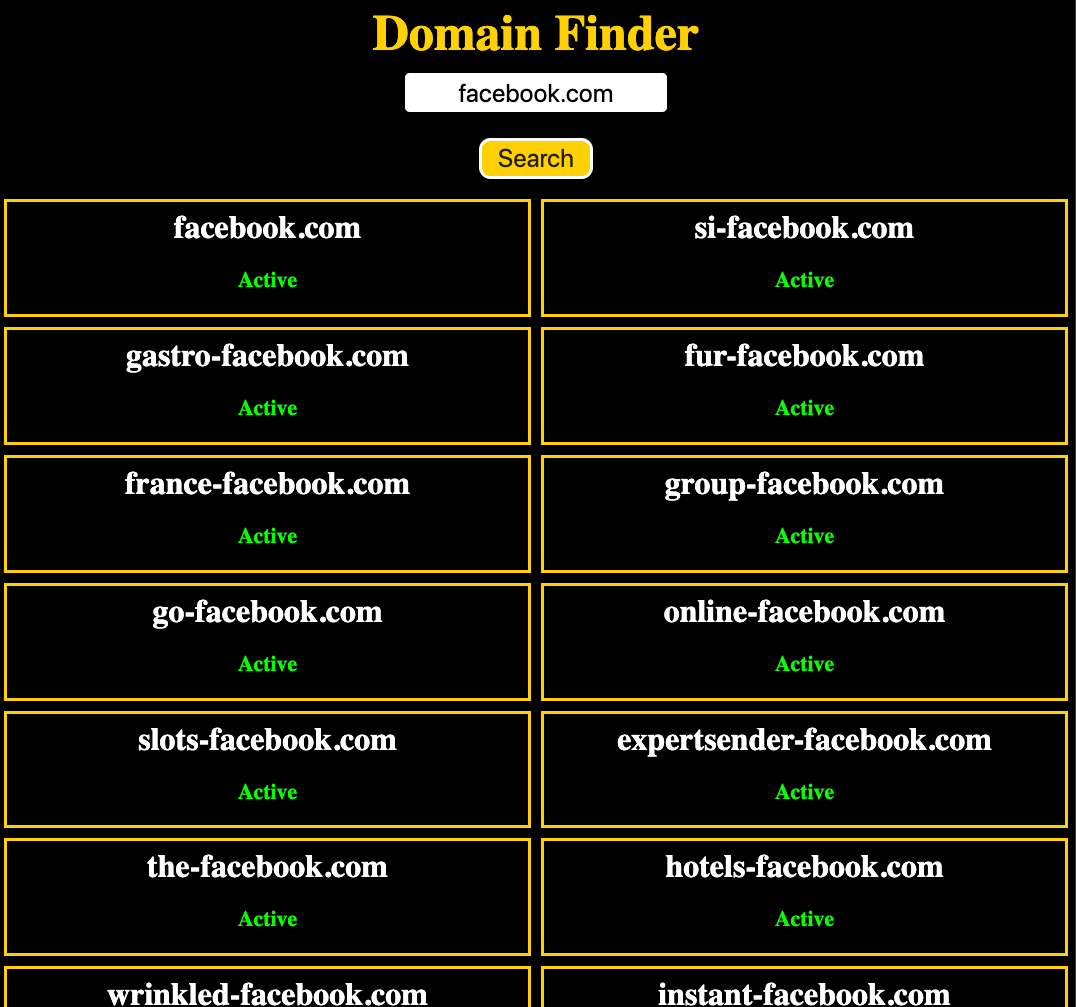 Domain Finder
facebook.com
Search
facebook.com
Active
si-facebook.com
Active
gastro-facebook.com
Active
fur-facebook.com
Active
france-facebook.com
Active
group-facebook.com
Active
go-facebook.com
Active
online-facebook.com
Active
slots-facebook.com
Active
expertsender-facebook.com
Active
the-facebook.com
Active
hotels-facebook.com
Active
wrinkled-facebook.com
instant-facebook.com